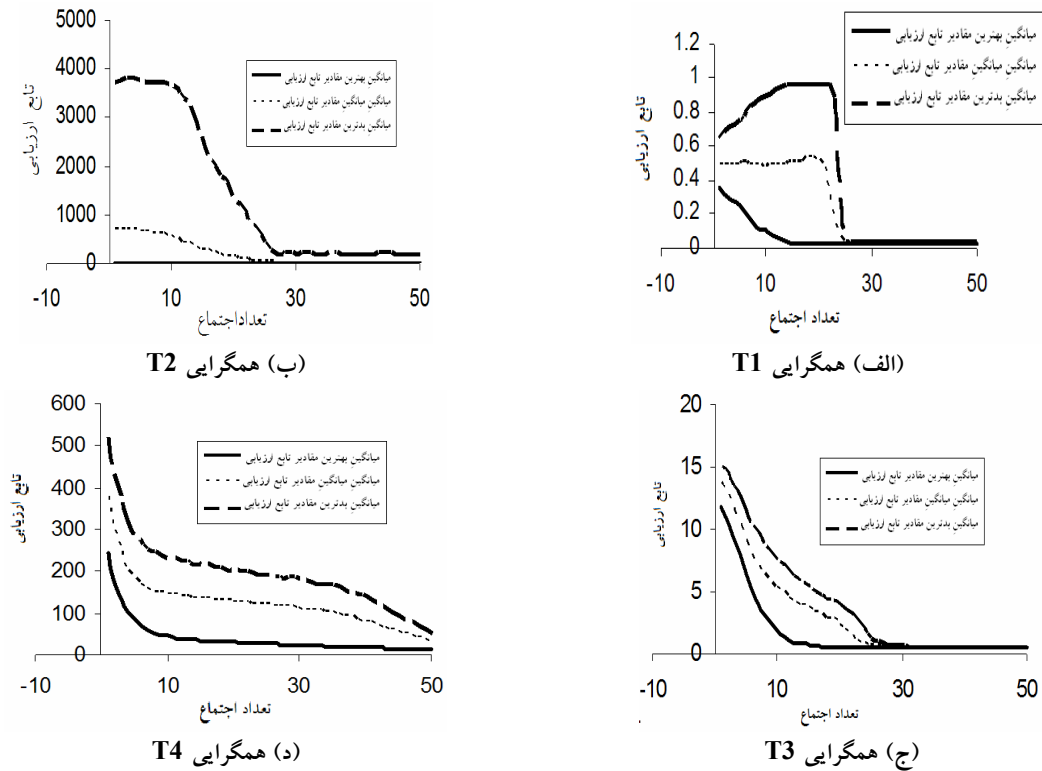 1.2
1
0.8
0.6
0.4
0.2
0
-10 10 30 50
تابع ارزیابی
تعداد اجتماع
میانگینِ بهترین مقادیر تابع ارزیابی
میانگینِ میانگینِ مقادیر تابع ارزیابی
میانگینِ بدترین مقادیر تابع ارزیابی
(الف) همگرایی T1
5000
4000
3000
2000
1000
0
-10 10 30 50
تابع ارزیابی
تعداداجتماع
میانگینِ بهترین مقادیر تابع ارزیابی
میانگینِ میانگینِ مقادیر تابع ارزیابی
میانگینِ بدترین مقادیر تابع ارزیابی
(ب) همگرایی T2
20
15
10
5
0
-10 10 30 50
تابع ارزیابی
تعداد اجتماع
میانگینِ بهترین مقادیر تابع ارزیابی
میانگینِ میانگینِ مقادیر تابع ارزیابی
میانگینِ بدترین مقادیر تابع ارزیابی
(ج) همگرایی T3
600
500
400
300
200
100
0
-10 10 30 50
تابع ارزیابی
تعداد اجتماع
میانگینِ بهترین مقادیر تابع ارزیابی
میانگینِ میانگینِ مقادیر تابع ارزیابی
میانگینِ بدترین مقادیر تابع ارزیابی
(د) همگرایی T4